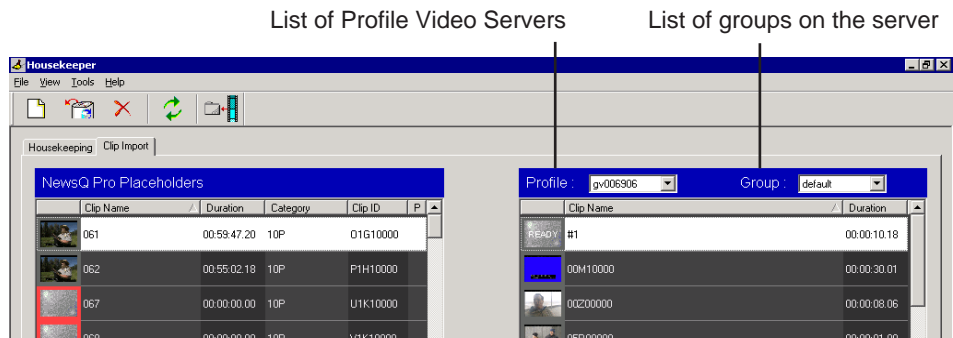 List of Profile Video Servers
List of groups on the server
Housekeeper
File View Tools Help
Housekeeping Clip Import
NewsQ Pro Placeholders
Profile : gv006906 Group : default
Clip Name Duration Category Clip ID P
061 00:59:47.20 10P O1G10000
062 00:55:02.18 10P P1H10000
067 00:00:00.00 10P U1K10000
Clip Name Duration
READY #1 00:00:10.18
00M10000 00:00:30.01
00Z00000 00:00:08.06